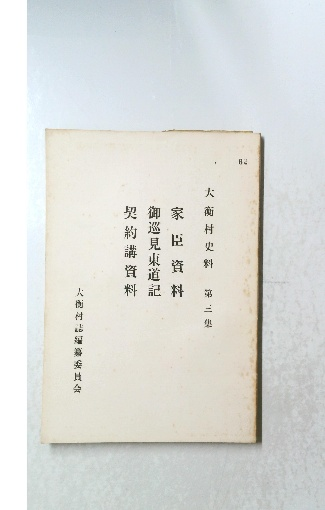 82
大衡村史料 第三集
家臣資料
御巡見東道記
契約講資料
大衡村誌編纂委員会